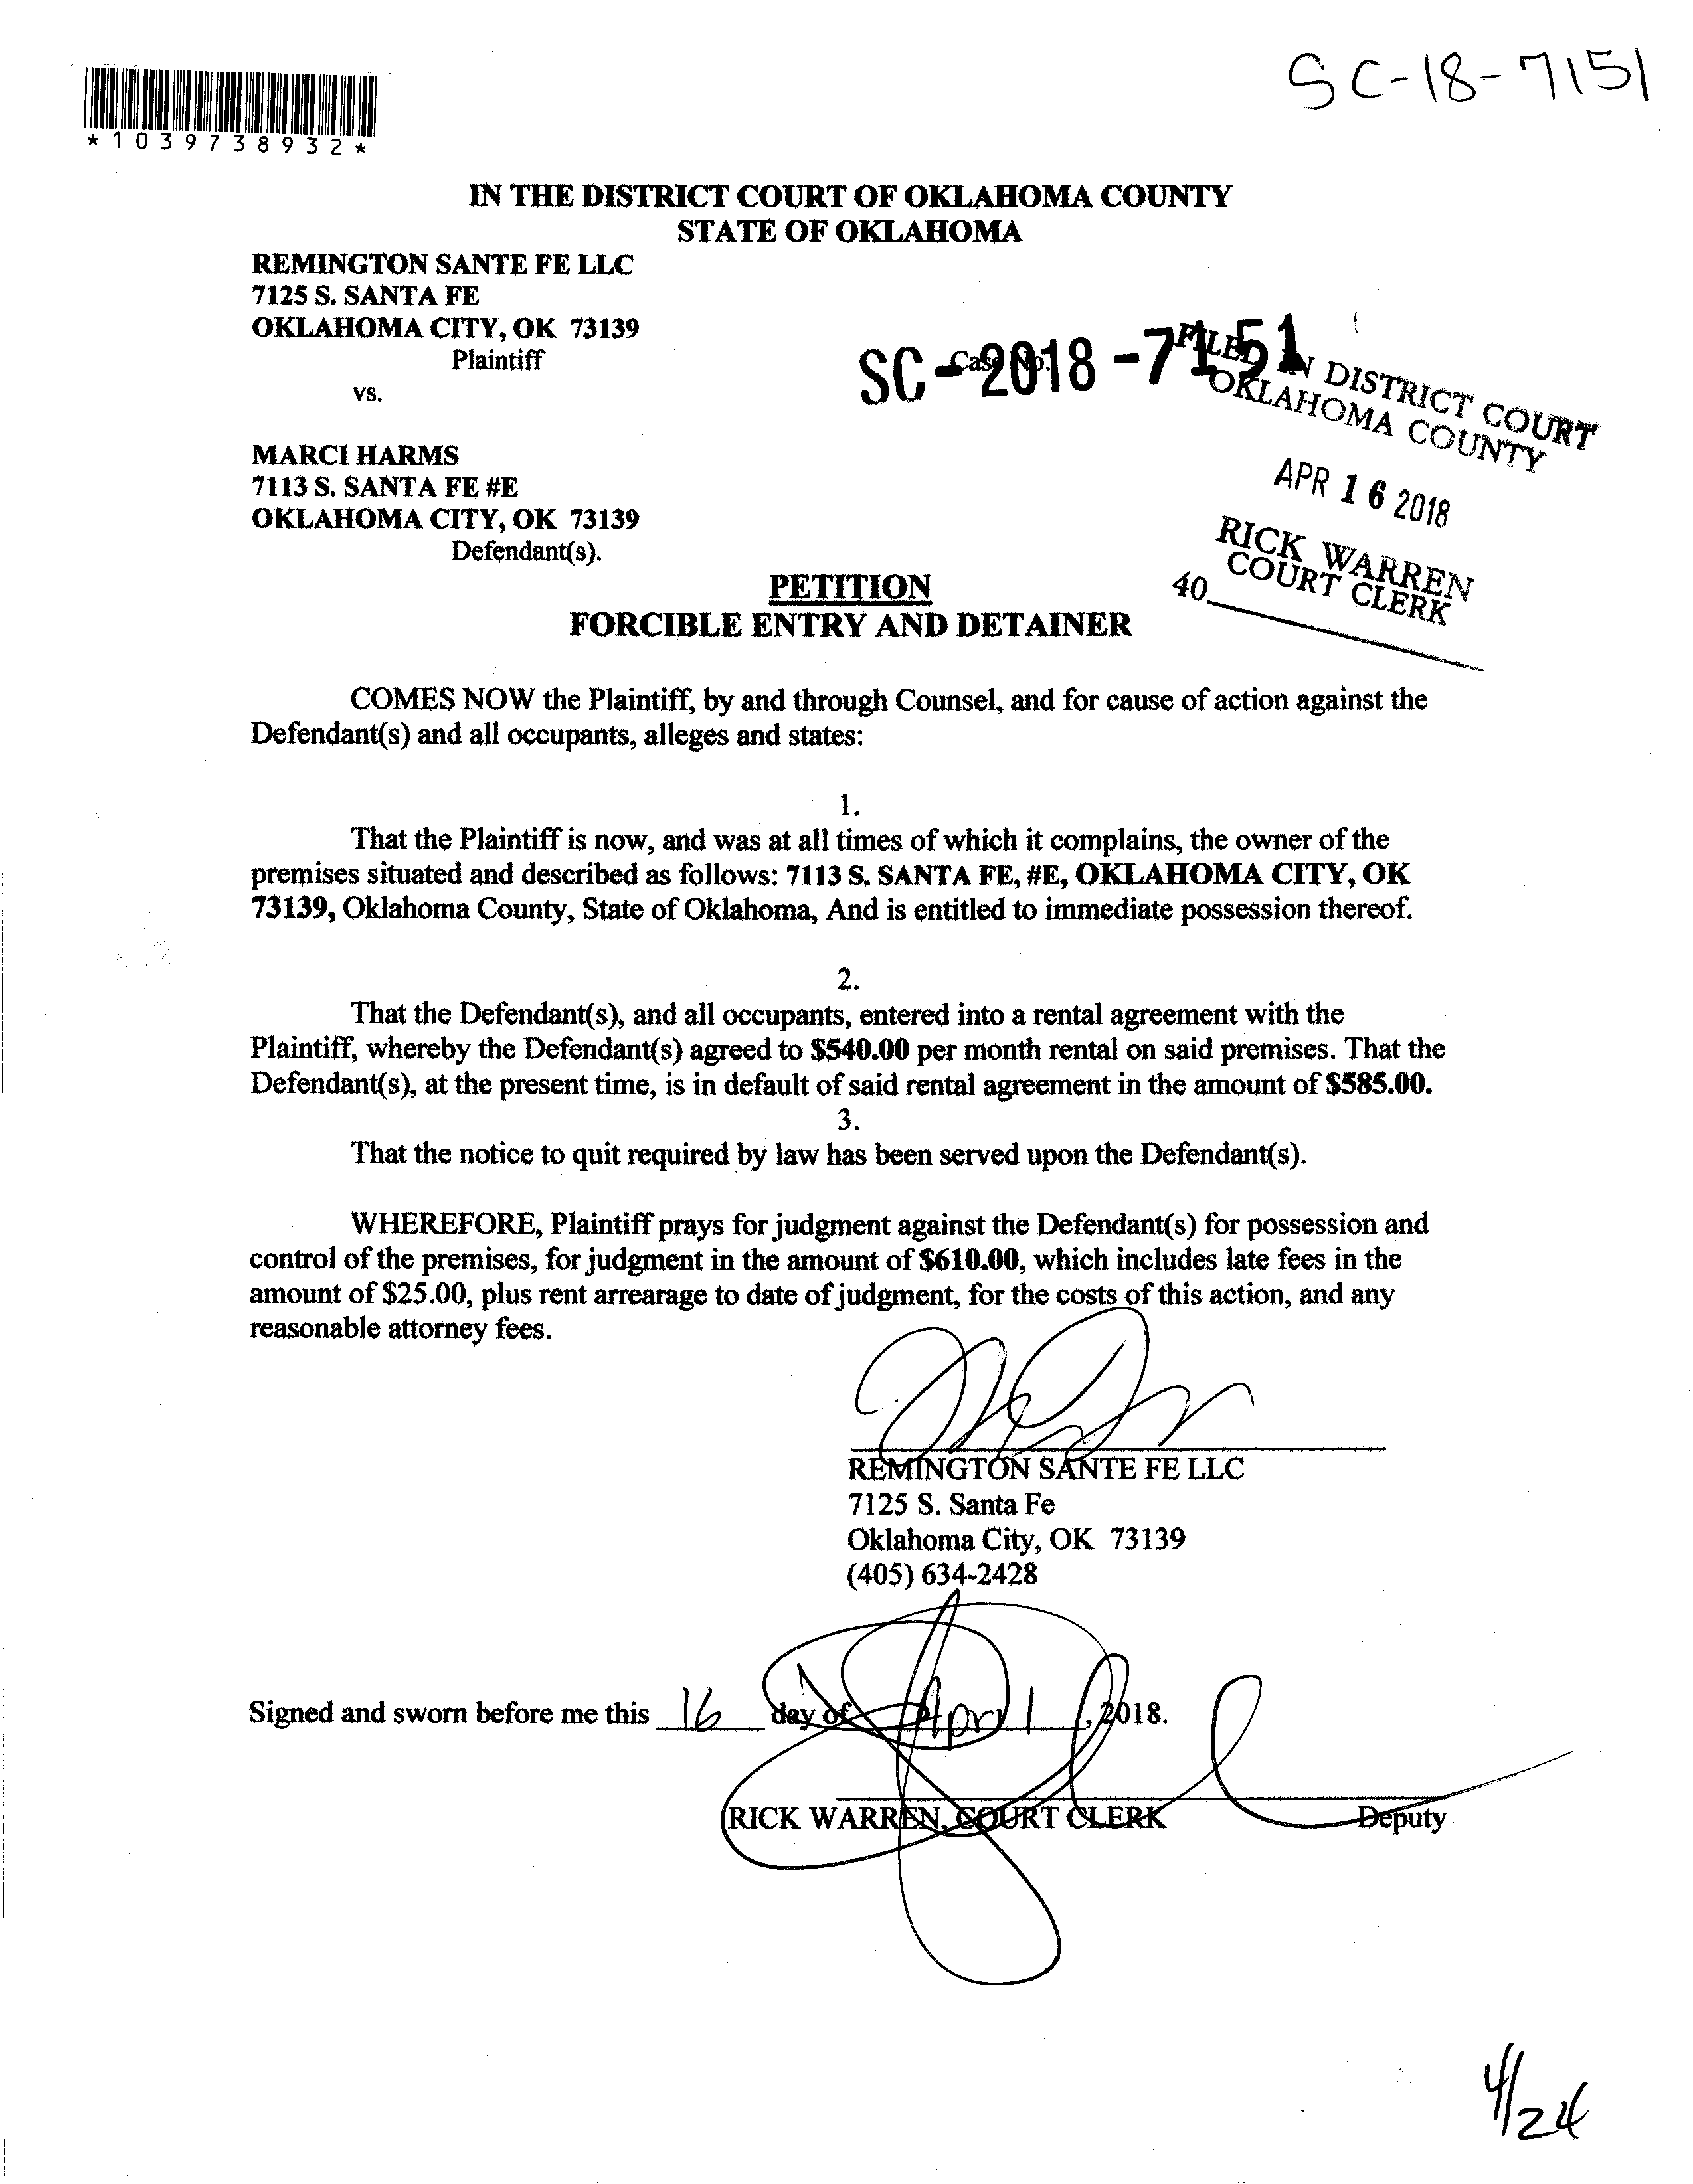 SC-18-7151
*1039738932*
IN THE DISTRICT COURT OF OKLAHOMA COUNTY
STATE OF OKLAHOMA
REMINGTON SANTE FE LLC
7125 S. SANTA FE
OKLAHOMA CITY, OK 73139
Plaintiff
vs.
Case No.
SC-2018-7151
FILED IN DISTRICT COURT
OKLAHOMA COUNTY
APR 16 2018
RICK WARREN
COURT CLERK
40
MARCI HARMS
7113 S. SANTA FE #E
OKLAHOMA CITY, OK 73139
Defendant(s).
PETITION
FORCIBLE ENTRY AND DETAINER
COMES NOW the Plaintiff, by and through Counsel, and for cause of action against the
Defendant(s) and all occupants, alleges and states:
1.
That the Plaintiff is now, and was at all times of which it complains, the owner of the
premises situated and described as follows: 7113 S. SANTA FE, #E, OKLAHOMA CITY, OK
73139, Oklahoma County, State of Oklahoma, And is entitled to immediate possession thereof.
2.
That the Defendant(s), and all occupants, entered into a rental agreement with the
Plaintiff, whereby the Defendant(s) agreed to $540.00 per month rental on said premises. That the
Defendant(s), at the present time, is in default of said rental agreement in the amount of $585.00.
3.
That the notice to quit required by law has been served upon the Defendant(s).
WHEREFORE, Plaintiff prays for judgment against the Defendant(s) for possession and
control of the premises, for judgment in the amount of $610.00, which includes late fees in the
amount of $25.00, plus rent arrearage to date of judgment, for the costs of this action, and any
reasonable attorney fees.
REMINGTON SANTE FE LLC
7125 S. Santa Fe
Oklahoma City, OK 73139
(405) 634-2428
Signed and sworn before me this 16 day of April, 2018.
RICK WARREN, COURT CLERK Deputy
4/24